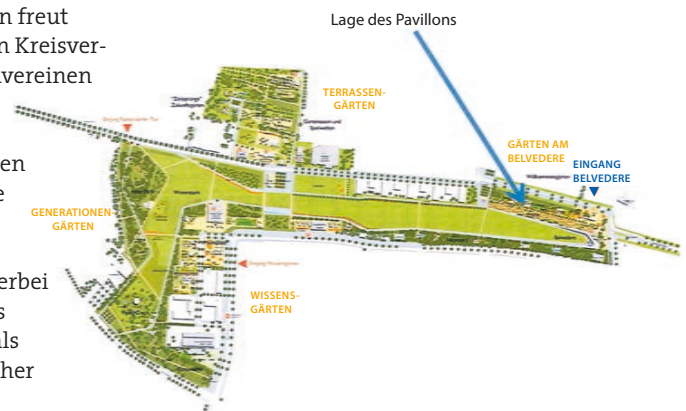 n freut
n Kreisver-
vereinen
en
e
erbei
s
als
her
Lage des Pavillons
TERRASSEN-
GÄRTEN
GÄRTEN AM
BELVEDERE
EINGANG
BELVEDERE
GENERATIONEN-
GÄRTEN
WISSENS-
GÄRTEN